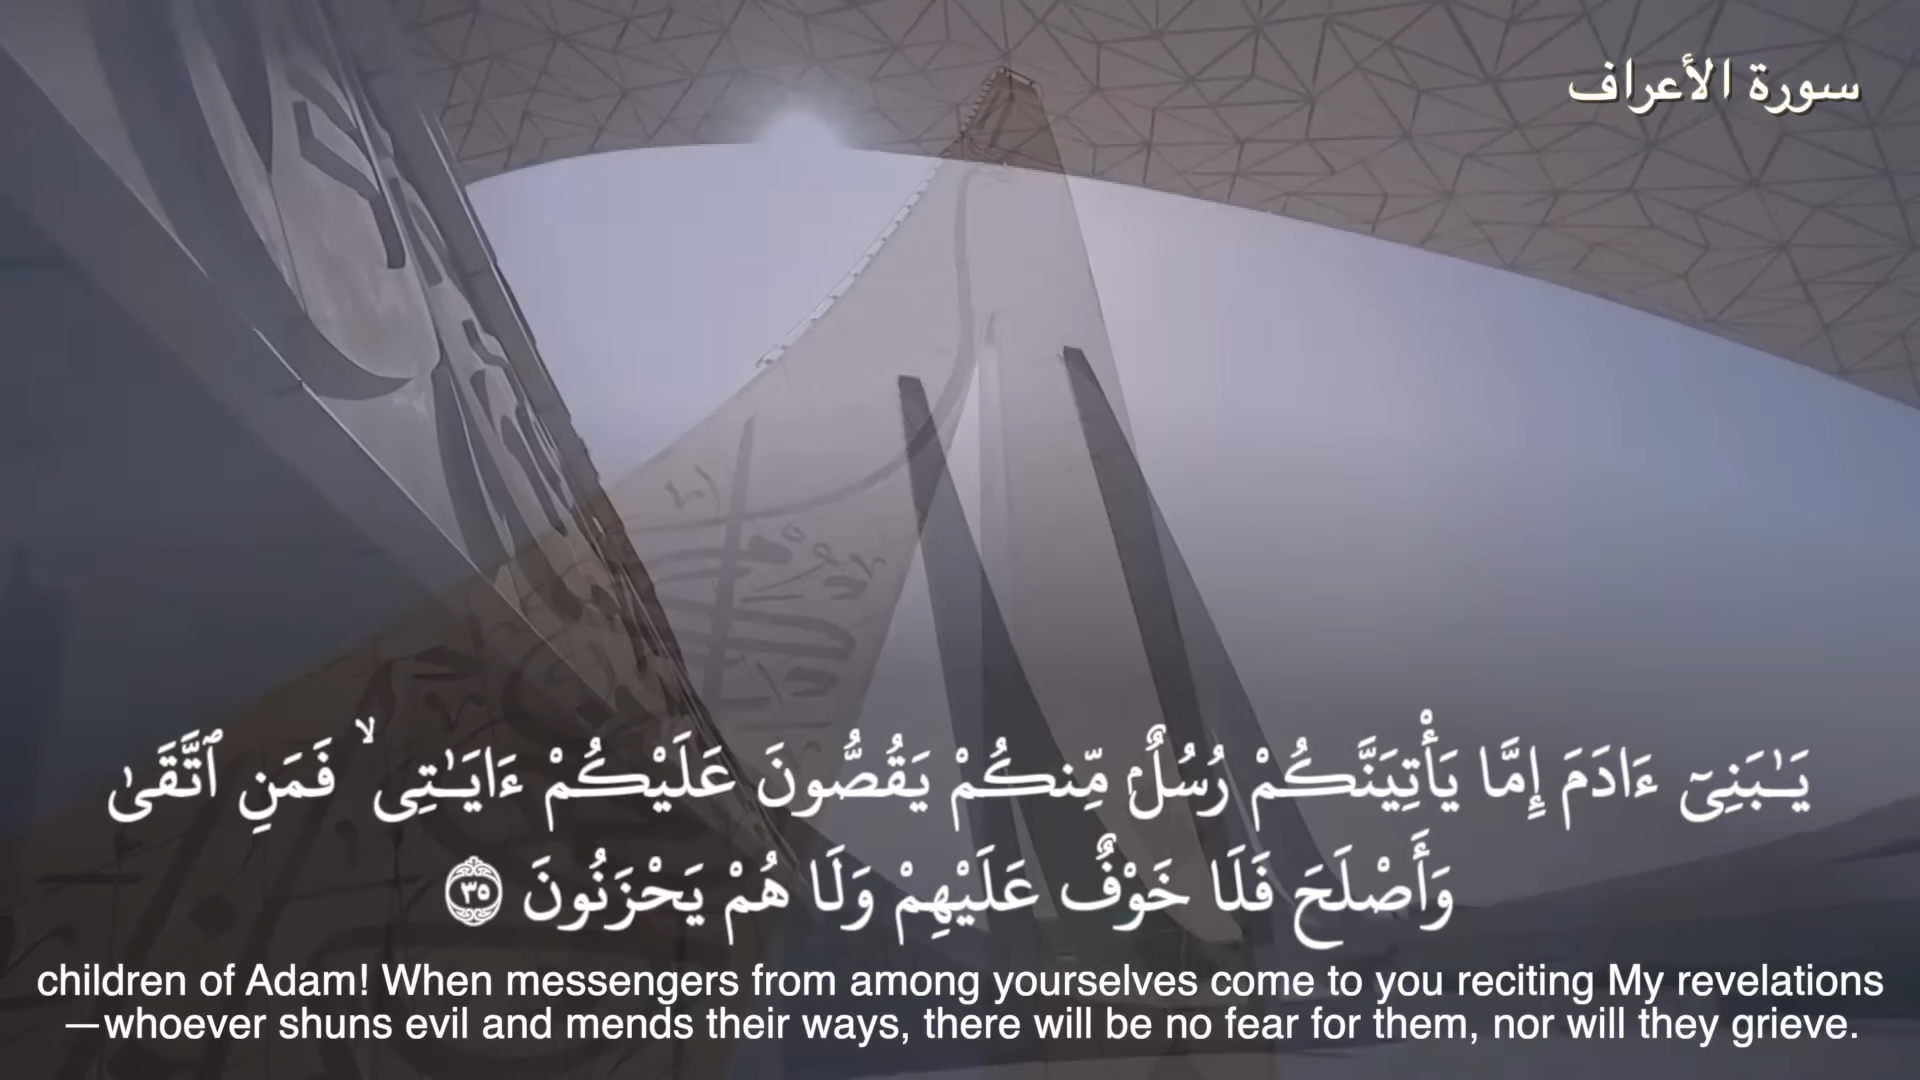 سورة الأعراف
يَـٰبَنِىٓ ءَادَمَ إِمَّا يَأْتِيَنَّكُمْ رُسُلٌۭ مِّنكُمْ يَقُصُّونَ عَلَيْكُمْ ءَايَـٰتِى ۙ فَمَنِ ٱتَّقَىٰ
وَأَصْلَحَ فَلَا خَوْفٌ عَلَيْهِمْ وَلَا هُمْ يَحْزَنُونَ ٣٥
children of Adam! When messengers from among yourselves come to you reciting My revelations
—whoever shuns evil and mends their ways, there will be no fear for them, nor will they grieve.